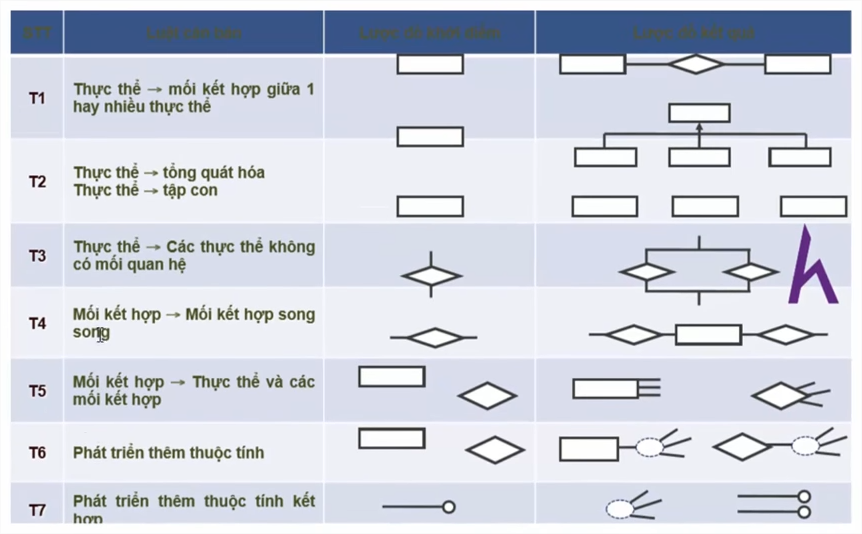 STT Luật căn bản Lược đồ khởi điểm Lược đồ kết quả
T1
Thực thể → mối kết hợp giữa 1
hay nhiều thực thể
T2
Thực thể → tổng quát hóa
Thực thể → tập con
T3
Thực thể → Các thực thể không
có mối quan hệ
T4
Mối kết hợp → Mối kết hợp song
song
T5
Mối kết hợp → Thực thể và các
mối kết hợp
T6
Phát triển thêm thuộc tính
T7
Phát triển thêm thuộc tính kết
hợp